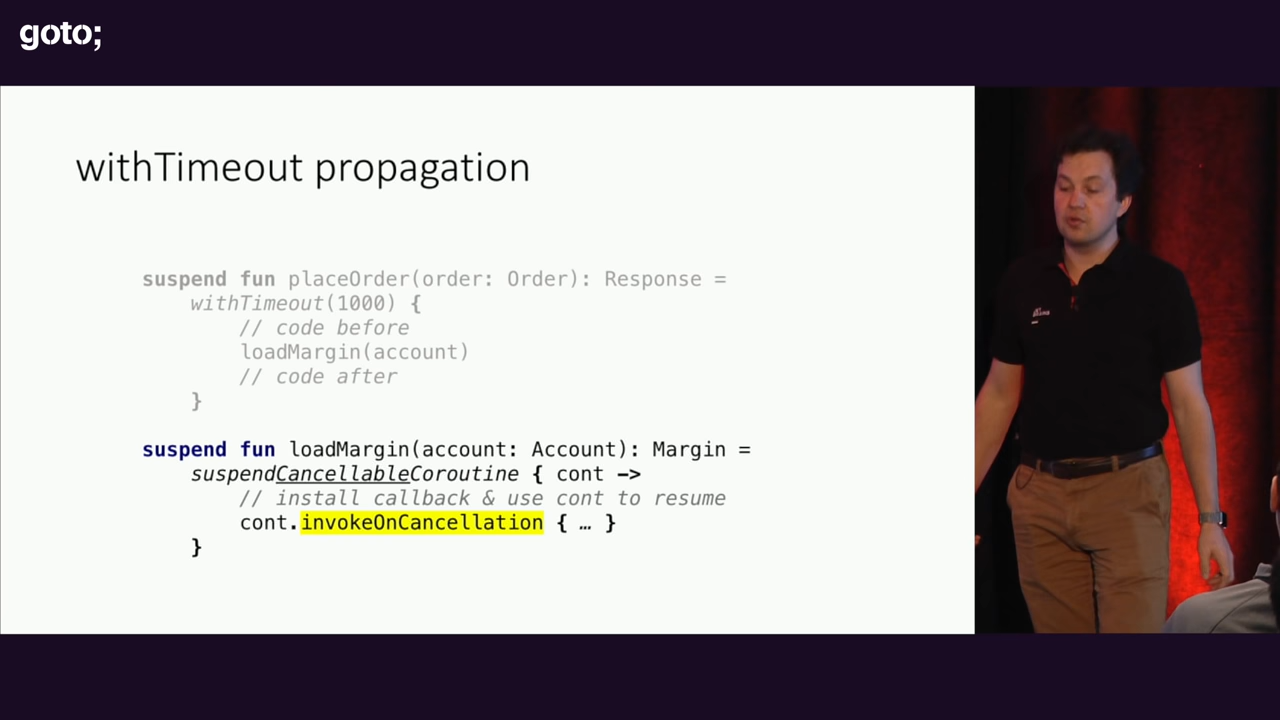 goto;
withTimeout propagation
suspend fun placeOrder(order: Order): Response =
withTimeout(1000) {
// code before
loadMargin(account)
// code after
}
suspend fun loadMargin(account: Account): Margin =
suspendCancellableCoroutine { cont ->
// install callback & use cont to resume
cont.invokeOnCancellation { … }
}